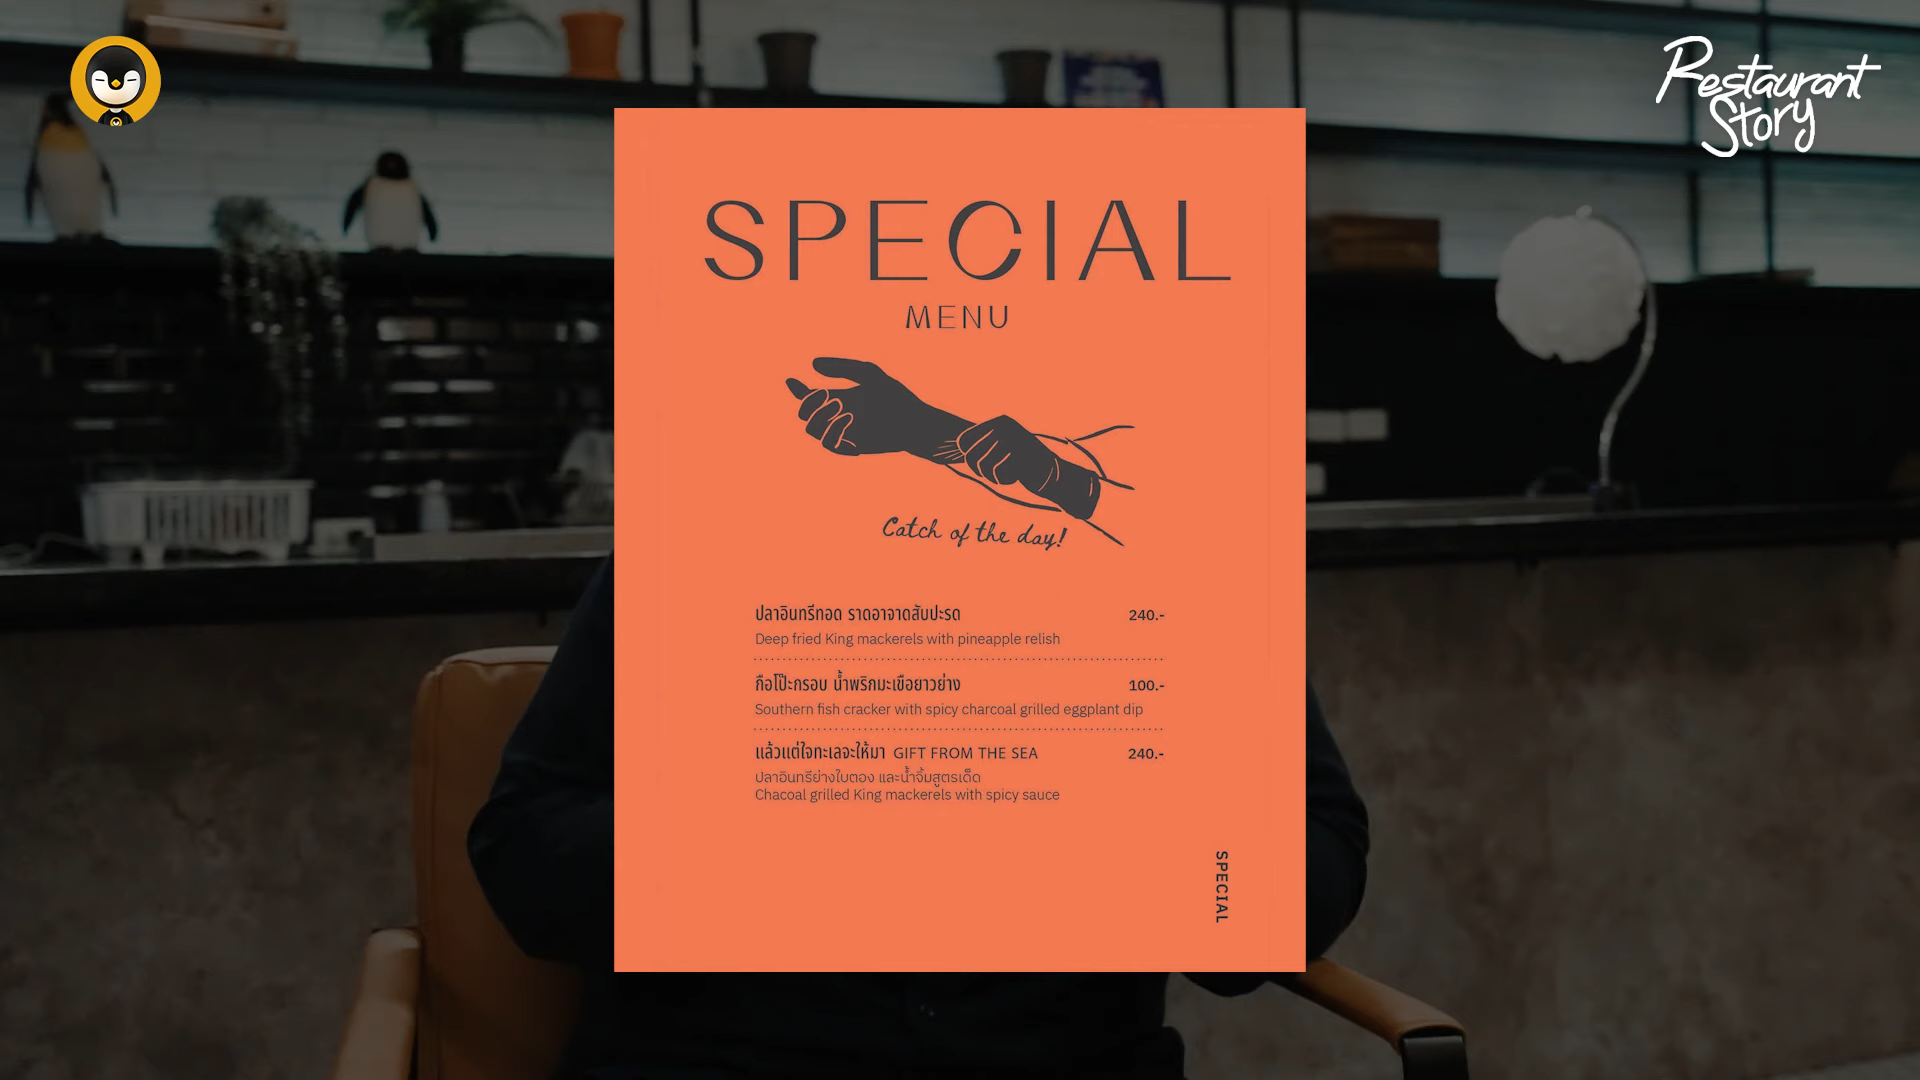 Restaurant
Story
SPECIAL
MENU
Catch of the day!
ปลาอินทรีทอด ราดอาจาดสับปะรด 240.-
Deep fried King mackerels with pineapple relish
กือโป๊ะกรอบ น้ำพริกมะเขือยาวย่าง 100.-
Southern fish cracker with spicy charcoal grilled eggplant dip
แล้วแต่ใจทะเลจะให้มา GIFT FROM THE SEA 240.-
ปลาอินทรีย่างใบตอง และน้ำจิ้มสูตรเด็ด
Chacoal grilled King mackerels with spicy sauce
SPECIAL